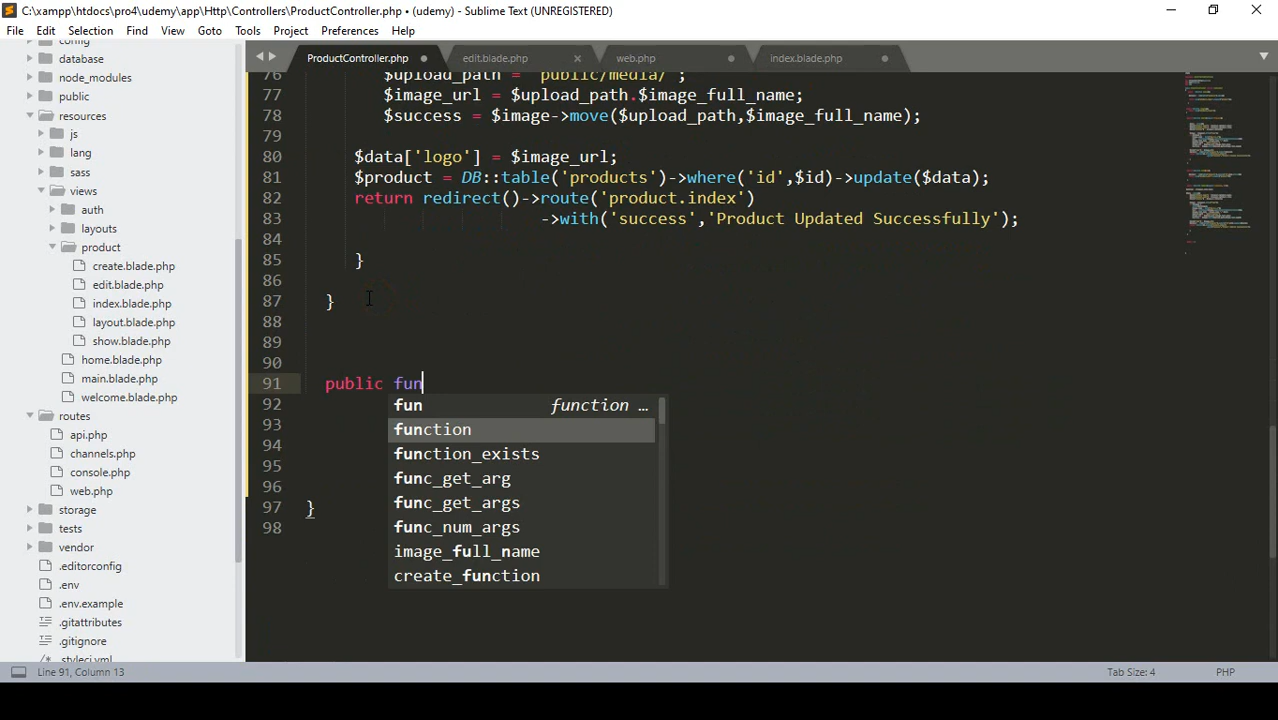 C:\xampp\htdocs\pro4\udemy\app\Http\Controllers\ProductController.php • (udemy) - Sublime Text (UNREGISTERED)
File Edit Selection Find View Goto Tools Project Preferences Help
config
database
node_modules
public
resources
js
lang
sass
views
auth
layouts
product
create.blade.php
edit.blade.php
index.blade.php
layout.blade.php
show.blade.php
home.blade.php
main.blade.php
welcome.blade.php
routes
api.php
channels.php
console.php
web.php
storage
tests
vendor
.editorconfig
.env
.env.example
.gitattributes
.gitignore
.styleci.yml
ProductController.php edit.blade.php web.php index.blade.php
76 $upload_path = 'public/media/';
77 $image_url = $upload_path.$image_full_name;
78 $success = $image->move($upload_path,$image_full_name);
79
80 $data['logo'] = $image_url;
81 $product = DB::table('products')->where('id',$id)->update($data);
82 return redirect()->route('product.index')
83 ->with('success','Product Updated Successfully');
84
85 }
86
87 }
88
89
90
91 public fun
92
93
94
95
96
97 }
98
fun function …
function
function_exists
func_get_arg
func_get_args
func_num_args
image_full_name
create_function
Line 91, Column 13 Tab Size: 4 PHP